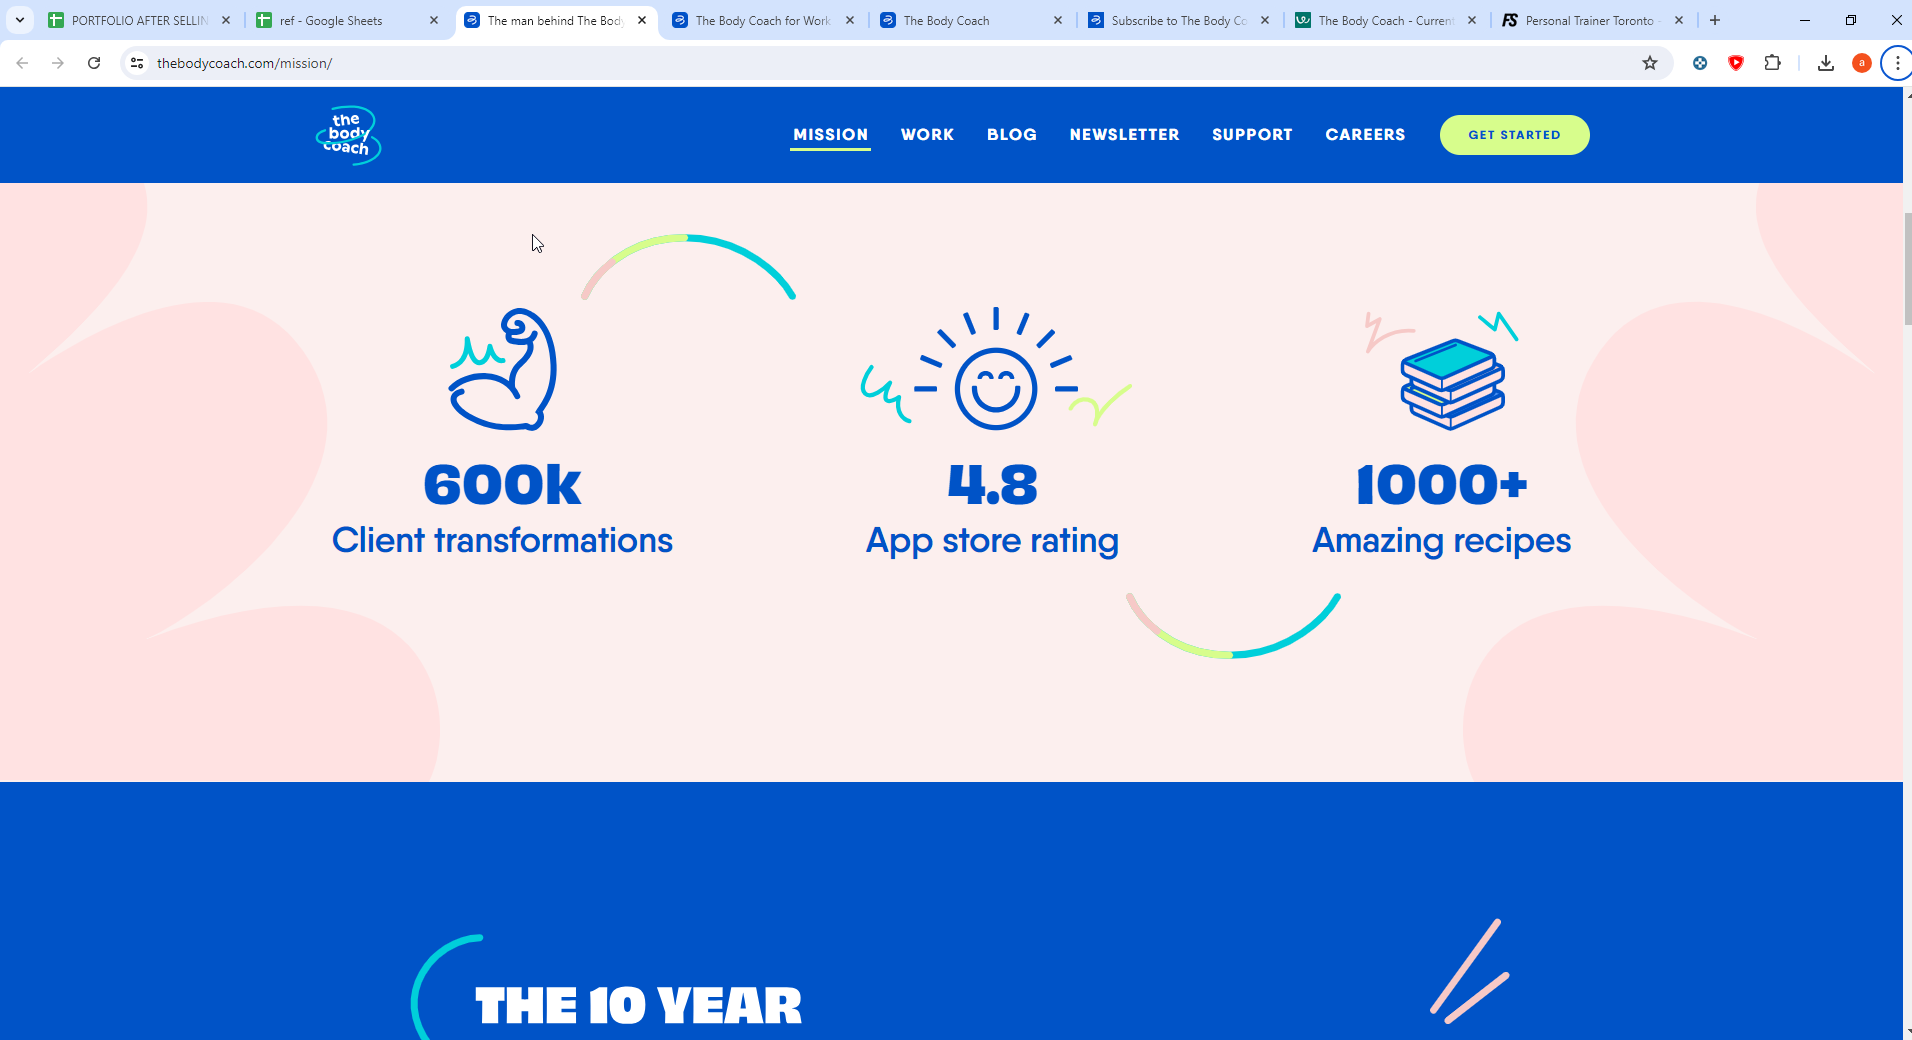 PORTFOLIO AFTER SELLIN
ref - Google Sheets
The man behind The Body
The Body Coach for Work
The Body Coach
Subscribe to The Body Co
The Body Coach - Current
Personal Trainer Toronto -
thebodycoach.com/mission/
a
the
body
coach
MISSION
WORK
BLOG
NEWSLETTER
SUPPORT
CAREERS
GET STARTED
600k
Client transformations
4.8
App store rating
1000+
Amazing recipes
THE 10 YEAR